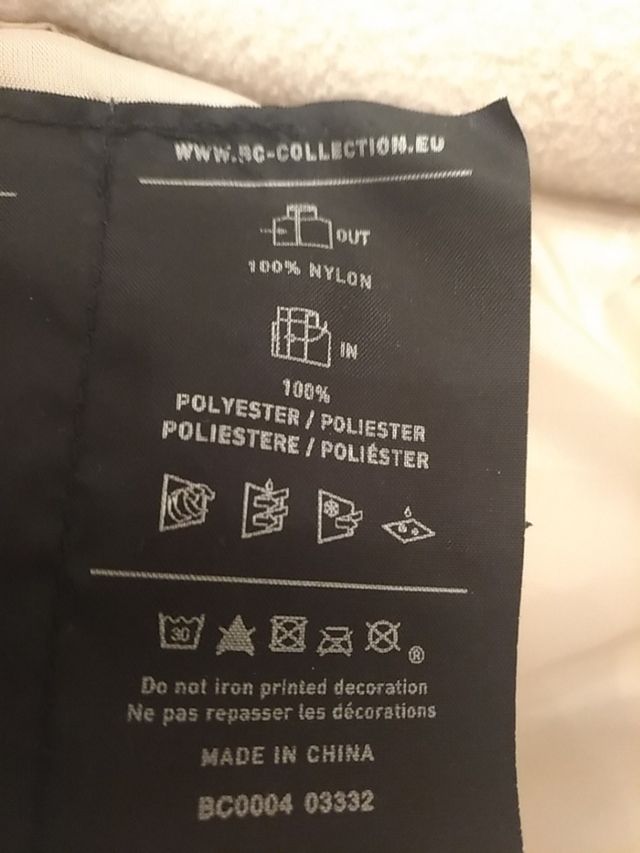 WWW.BC-COLLECTION.EU
OUT
100% NYLON
IN
100%
POLYESTER / POLIESTER
POLIESTERE / POLIÉSTER
30
®
Do not iron printed decoration
Ne pas repasser les décorations
MADE IN CHINA
BC0004 03332